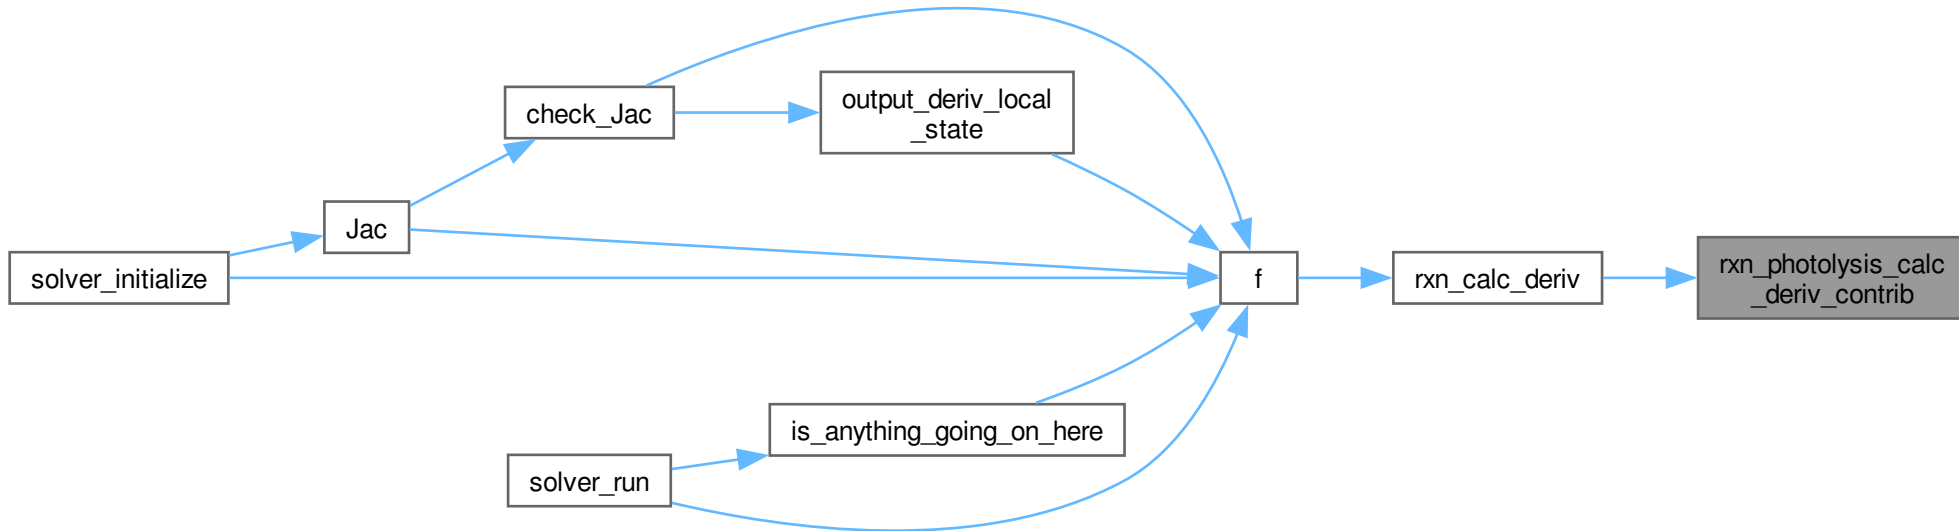 check_Jac
output_deriv_local
_state
Jac
solver_initialize
f
rxn_calc_deriv
rxn_photolysis_calc
_deriv_contrib
is_anything_going_on_here
solver_run